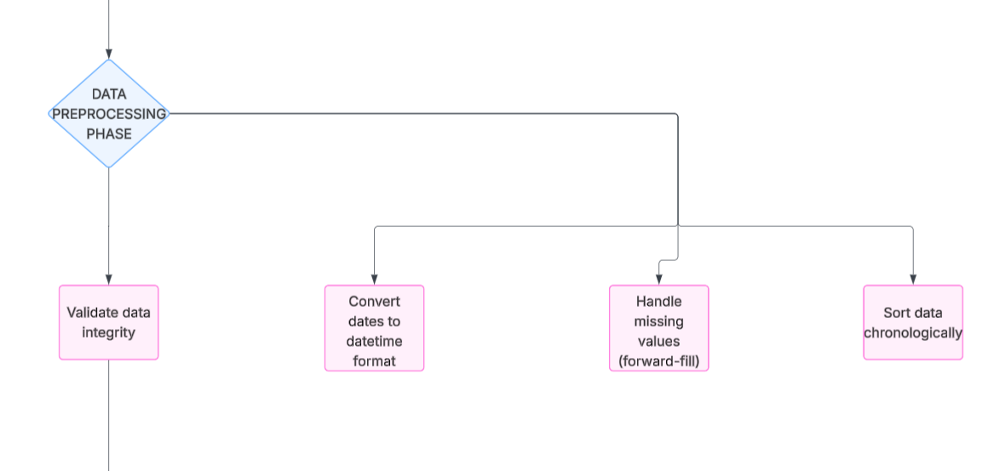 DATA
PREPROCESSING
PHASE
Validate data
integrity
Convert
dates to
datetime
format
Handle
missing
values
(forward-fill)
Sort data
chronologically